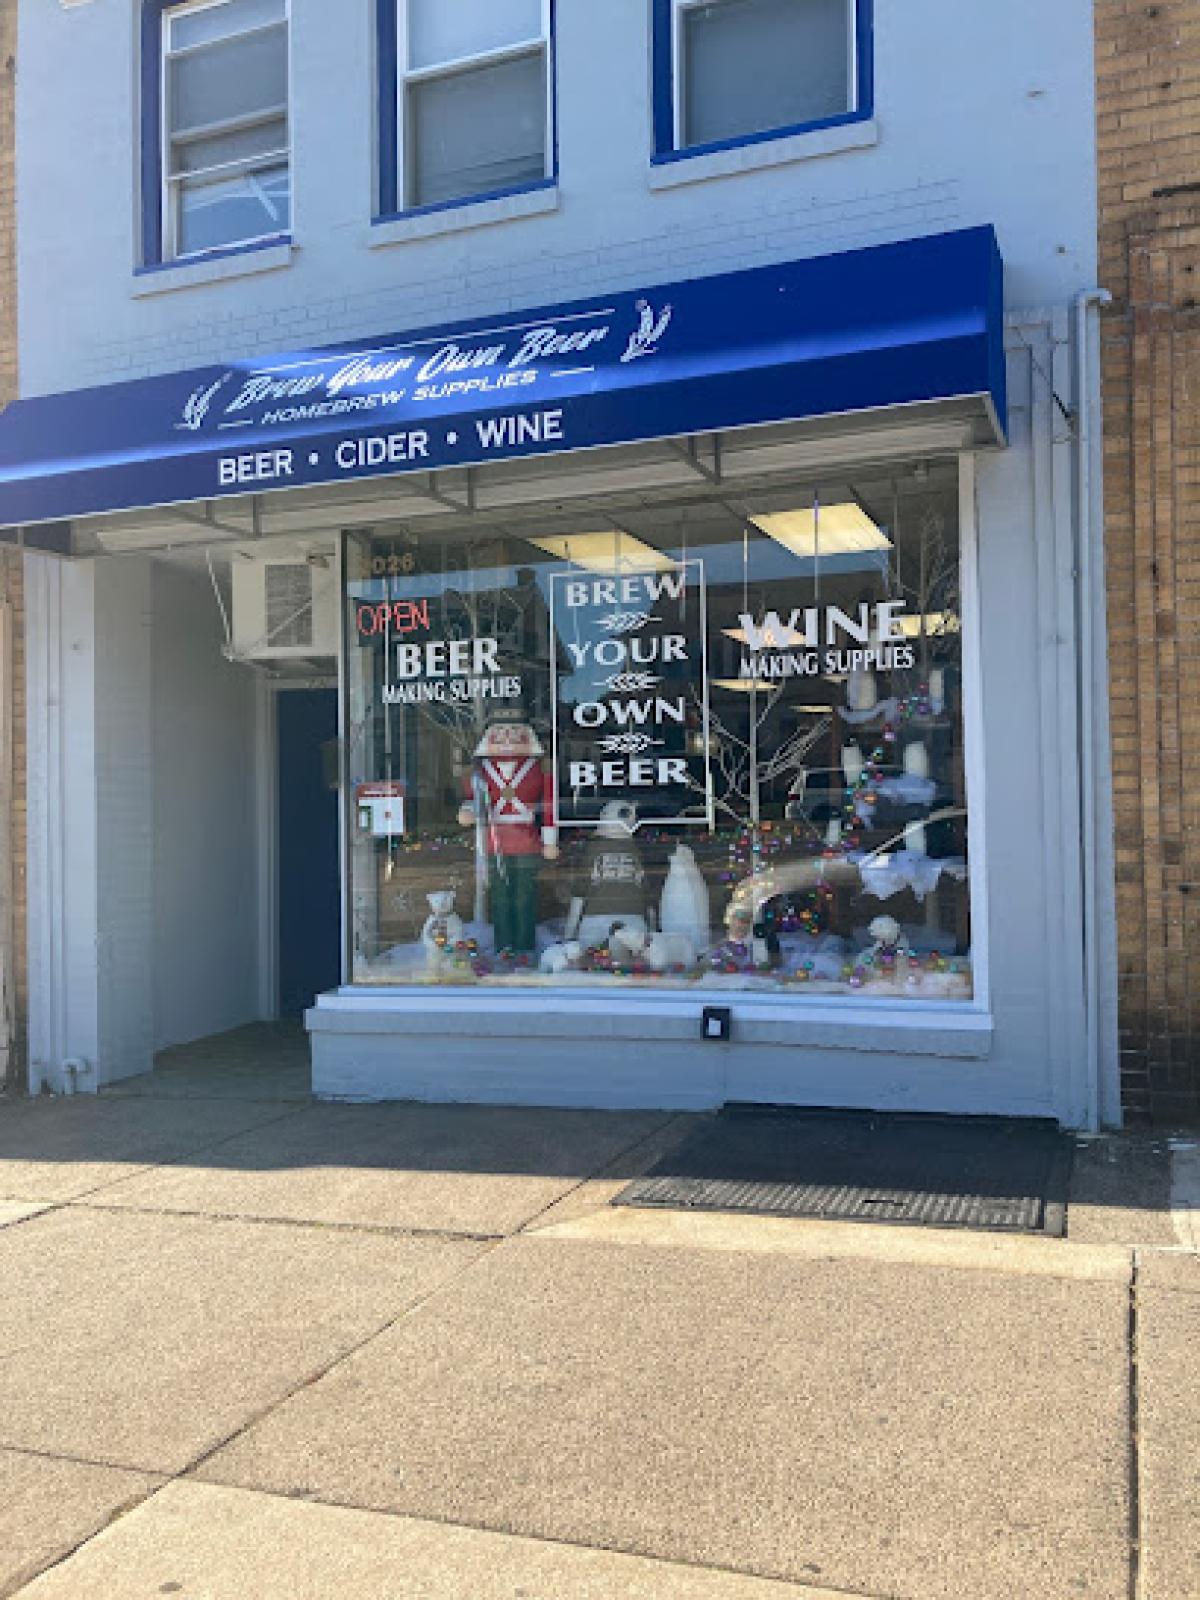 Brew Your Own Beer
HOMEBREW SUPPLIES
BEER • CIDER • WINE
2026
OPEN
BEER
MAKING SUPPLIES
BREW
YOUR
OWN
BEER
WINE
MAKING SUPPLIES